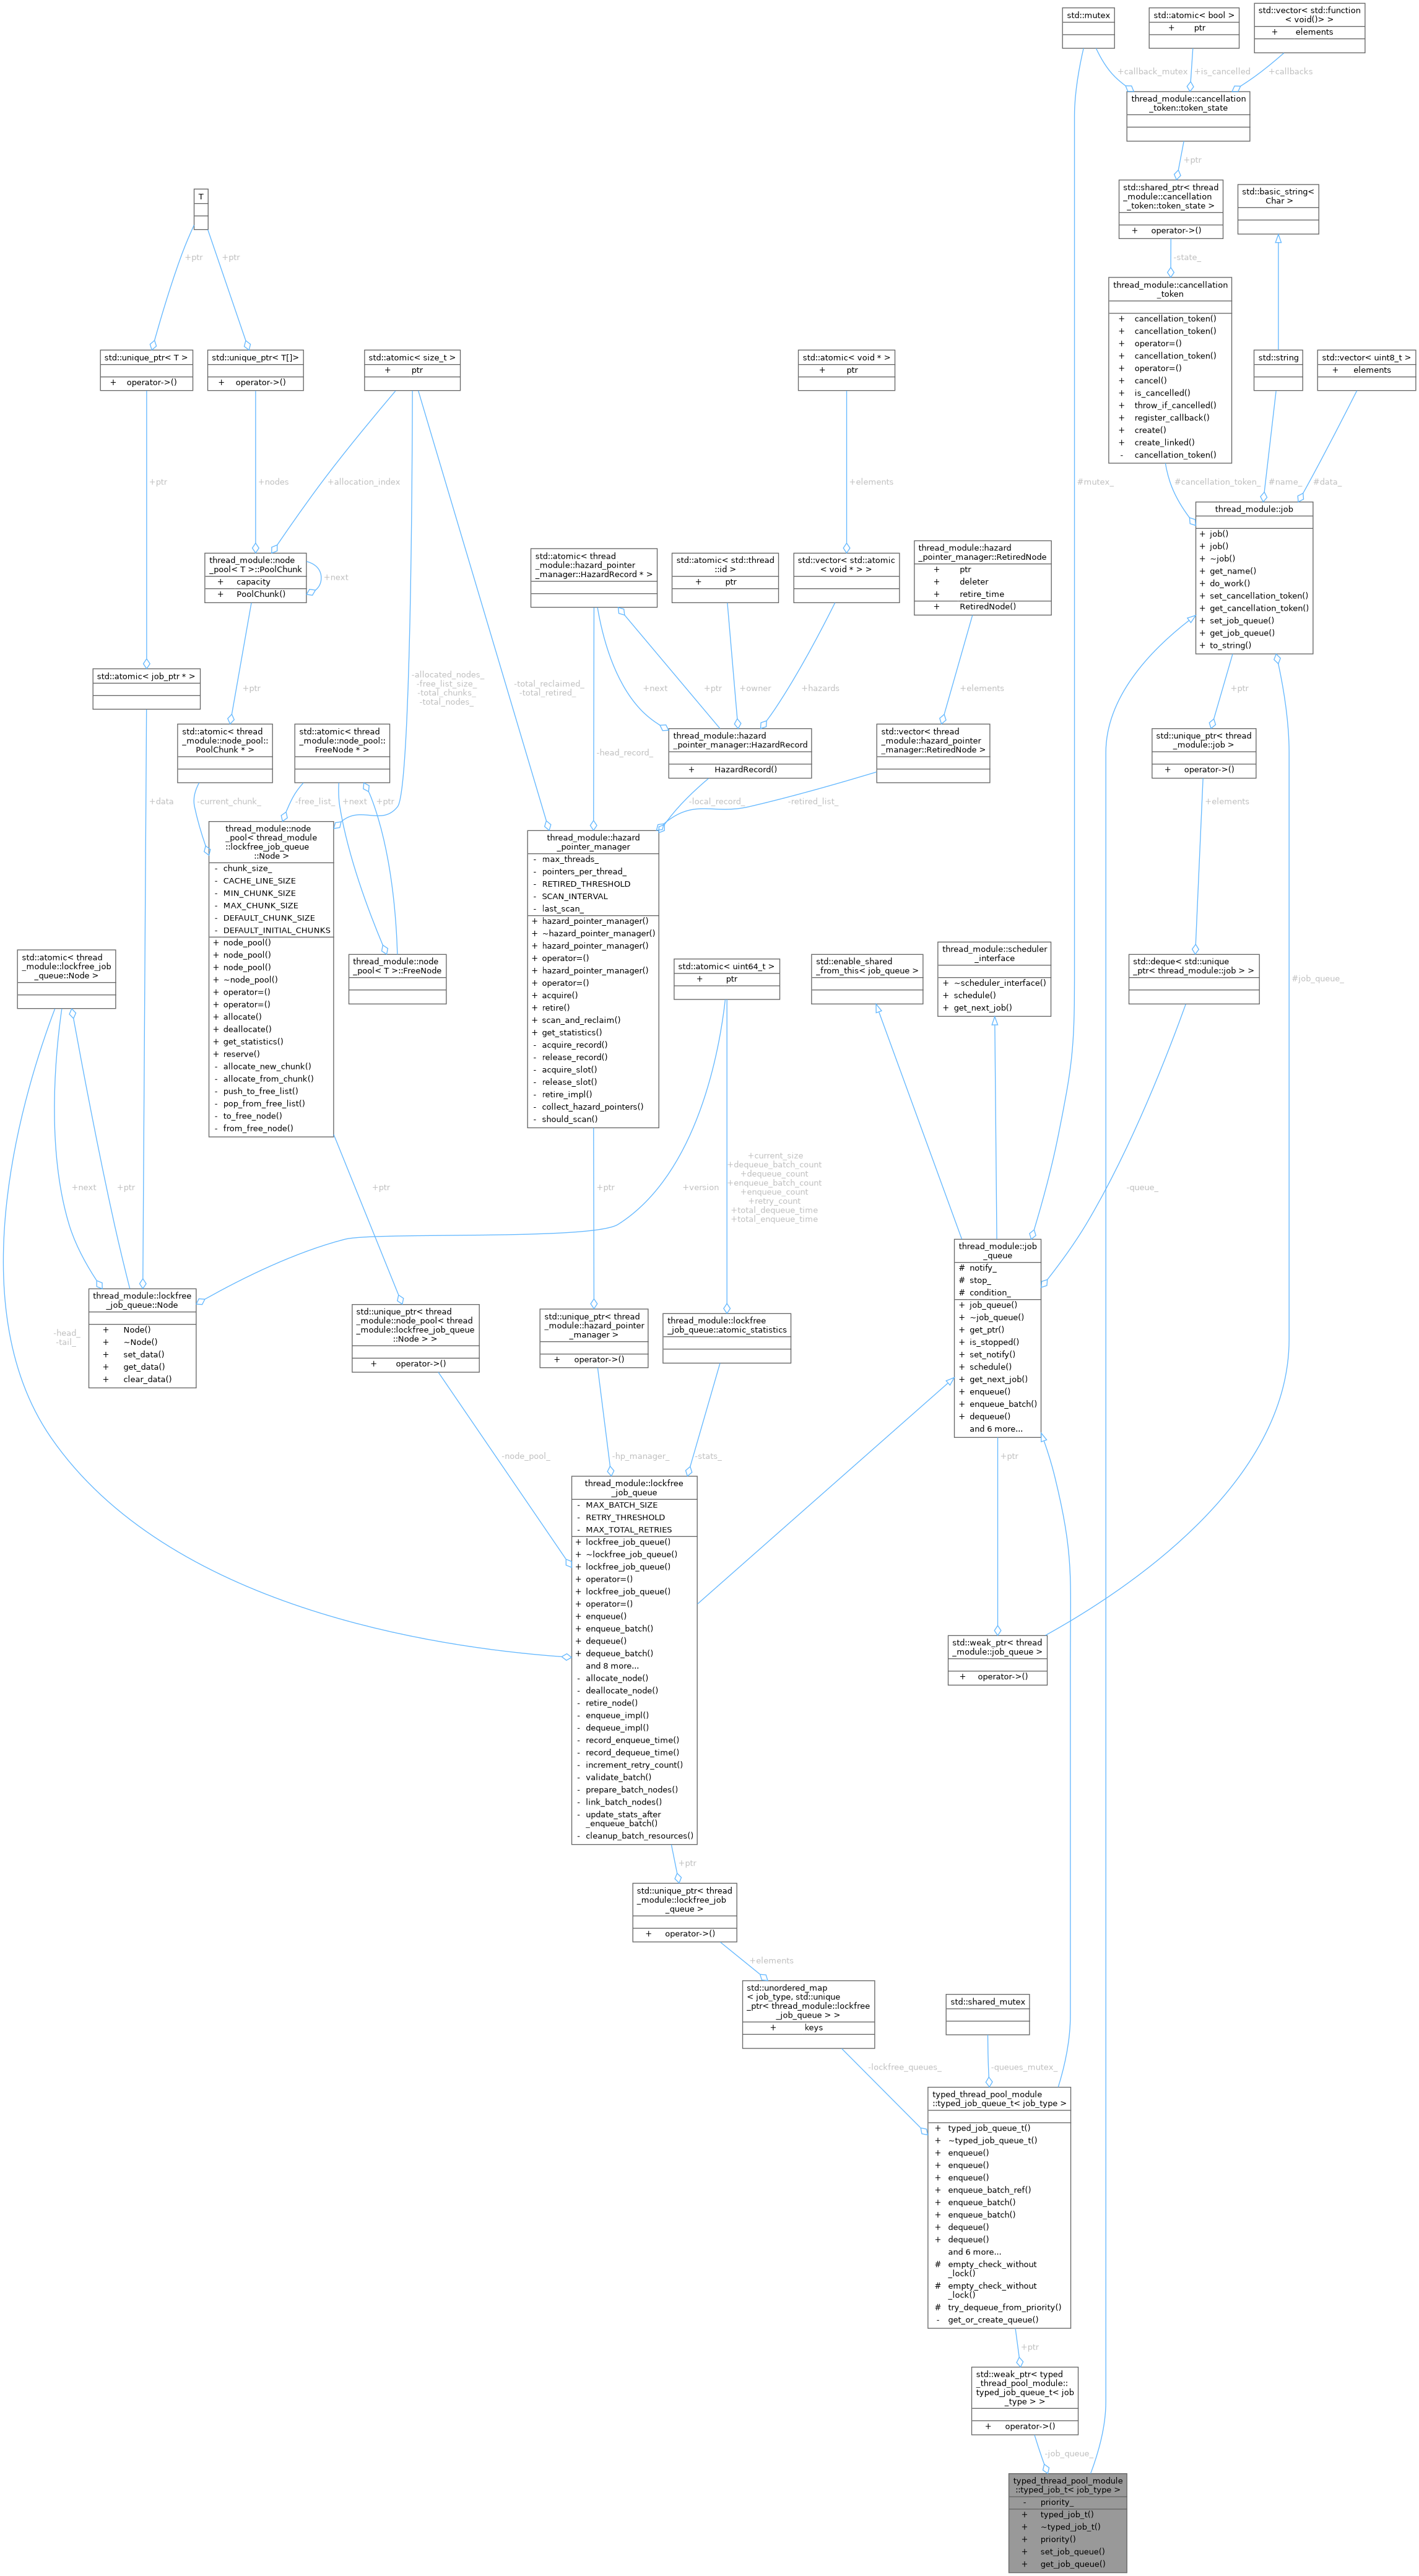 std::mutex
std::atomic< bool >
+ ptr
std::vector< std::function
< void()> >
+ elements
+callback_mutex
+is_cancelled
+callbacks
thread_module::cancellation
_token::token_state
+ptr
std::shared_ptr< thread
_module::cancellation
_token::token_state >
+ operator->()
std::basic_string<
Char >
T
+ptr
+ptr
-state_
thread_module::cancellation
_token
+ cancellation_token()
+ cancellation_token()
+ operator=()
+ cancellation_token()
+ operator=()
+ cancel()
+ is_cancelled()
+ throw_if_cancelled()
+ register_callback()
+ create()
+ create_linked()
- cancellation_token()
std::unique_ptr< T >
+ operator->()
std::unique_ptr< T[]>
+ operator->()
std::atomic< size_t >
+ ptr
std::atomic< void * >
+ ptr
std::string
std::vector< uint8_t >
+ elements
+ptr
+nodes
+allocation_index
+elements
#mutex_
#cancellation_token_
#name_
#data_
thread_module::job
+ job()
+ job()
+ ~job()
+ get_name()
+ do_work()
+ set_cancellation_token()
+ get_cancellation_token()
+ set_job_queue()
+ get_job_queue()
+ to_string()
thread_module::node
_pool< T >::PoolChunk
+ capacity
+ PoolChunk()
+next
std::atomic< thread
_module::hazard_pointer
_manager::HazardRecord * >
std::atomic< std::thread
::id >
+ ptr
std::vector< std::atomic
< void * > >
thread_module::hazard
_pointer_manager::RetiredNode
+ ptr
+ deleter
+ retire_time
+ RetiredNode()
std::atomic< job_ptr * >
+ptr
-allocated_nodes_
-free_list_size_
-total_chunks_
-total_nodes_
-total_reclaimed_
-total_retired_
+next
+ptr
+owner
+hazards
+elements
+ptr
std::atomic< thread
_module::node_pool::
PoolChunk * >
std::atomic< thread
_module::node_pool::
FreeNode * >
-head_record_
thread_module::hazard
_pointer_manager::HazardRecord
+ HazardRecord()
std::vector< thread
_module::hazard_pointer
_manager::RetiredNode >
std::unique_ptr< thread
_module::job >
+ operator->()
+data
-current_chunk_
-free_list_
+next
+ptr
-local_record_
-retired_list_
+elements
thread_module::node
_pool< thread_module
::lockfree_job_queue
::Node >
- chunk_size_
- CACHE_LINE_SIZE
- MIN_CHUNK_SIZE
- MAX_CHUNK_SIZE
- DEFAULT_CHUNK_SIZE
- DEFAULT_INITIAL_CHUNKS
+ node_pool()
+ node_pool()
+ node_pool()
+ ~node_pool()
+ operator=()
+ operator=()
+ allocate()
+ deallocate()
+ get_statistics()
+ reserve()
- allocate_new_chunk()
- allocate_from_chunk()
- push_to_free_list()
- pop_from_free_list()
- to_free_node()
- from_free_node()
thread_module::hazard
_pointer_manager
- max_threads_
- pointers_per_thread_
- RETIRED_THRESHOLD
- SCAN_INTERVAL
- last_scan_
+ hazard_pointer_manager()
+ ~hazard_pointer_manager()
+ hazard_pointer_manager()
+ operator=()
+ hazard_pointer_manager()
+ operator=()
+ acquire()
+ retire()
+ scan_and_reclaim()
+ get_statistics()
- acquire_record()
- release_record()
- acquire_slot()
- release_slot()
- retire_impl()
- collect_hazard_pointers()
- should_scan()
std::atomic< thread
_module::lockfree_job
_queue::Node >
thread_module::node
_pool< T >::FreeNode
std::atomic< uint64_t >
+ ptr
std::enable_shared
_from_this< job_queue >
thread_module::scheduler
_interface
+ ~scheduler_interface()
+ schedule()
+ get_next_job()
std::deque< std::unique
_ptr< thread_module::job > >
#job_queue_
+next
+ptr
+ptr
+ptr
+version
+current_size
+dequeue_batch_count
+dequeue_count
+enqueue_batch_count
+enqueue_count
+retry_count
+total_dequeue_time
+total_enqueue_time
-queue_
thread_module::job
_queue
# notify_
# stop_
# condition_
+ job_queue()
+ ~job_queue()
+ get_ptr()
+ is_stopped()
+ set_notify()
+ schedule()
+ get_next_job()
+ enqueue()
+ enqueue_batch()
+ dequeue()
and 6 more...
-head_
-tail_
thread_module::lockfree
_job_queue::Node
+ Node()
+ ~Node()
+ set_data()
+ get_data()
+ clear_data()
std::unique_ptr< thread
_module::node_pool< thread
_module::lockfree_job_queue
::Node > >
+ operator->()
std::unique_ptr< thread
_module::hazard_pointer
_manager >
+ operator->()
thread_module::lockfree
_job_queue::atomic_statistics
-node_pool_
-hp_manager_
-stats_
+ptr
thread_module::lockfree
_job_queue
- MAX_BATCH_SIZE
- RETRY_THRESHOLD
- MAX_TOTAL_RETRIES
+ lockfree_job_queue()
+ ~lockfree_job_queue()
+ lockfree_job_queue()
+ operator=()
+ lockfree_job_queue()
+ operator=()
+ enqueue()
+ enqueue_batch()
+ dequeue()
+ dequeue_batch()
and 8 more...
- allocate_node()
- deallocate_node()
- retire_node()
- enqueue_impl()
- dequeue_impl()
- record_enqueue_time()
- record_dequeue_time()
- increment_retry_count()
- validate_batch()
- prepare_batch_nodes()
- link_batch_nodes()
- update_stats_after
_enqueue_batch()
- cleanup_batch_resources()
std::weak_ptr< thread
_module::job_queue >
+ operator->()
+ptr
std::unique_ptr< thread
_module::lockfree_job
_queue >
+ operator->()
+elements
std::unordered_map
< job_type, std::unique
_ptr< thread_module::lockfree
_job_queue > >
+ keys
std::shared_mutex
-lockfree_queues_
-queues_mutex_
typed_thread_pool_module
::typed_job_queue_t< job_type >
+ typed_job_queue_t()
+ ~typed_job_queue_t()
+ enqueue()
+ enqueue()
+ enqueue()
+ enqueue_batch_ref()
+ enqueue_batch()
+ enqueue_batch()
+ dequeue()
+ dequeue()
and 6 more...
# empty_check_without
_lock()
# empty_check_without
_lock()
# try_dequeue_from_priority()
- get_or_create_queue()
+ptr
std::weak_ptr< typed
_thread_pool_module::
typed_job_queue_t< job
_type > >
+ operator->()
-job_queue_
typed_thread_pool_module
::typed_job_t< job_type >
- priority_
+ typed_job_t()
+ ~typed_job_t()
+ priority()
+ set_job_queue()
+ get_job_queue()